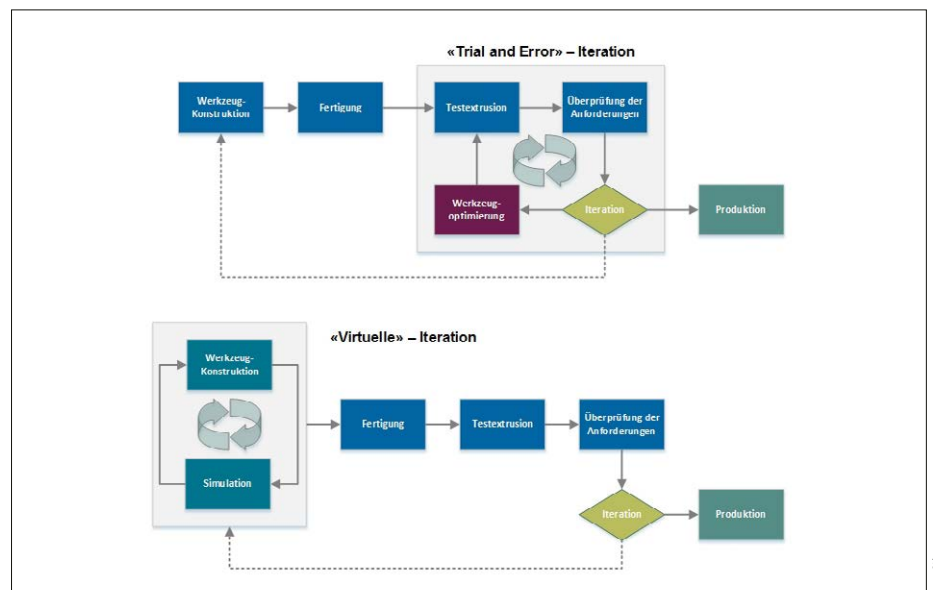 «Trial and Error» – Iteration
Werkzeug-
Konstruktion
Fertigung
Testextrusion
Überprüfung der
Anforderungen
Werkzeug-
optimierung
Iteration
Produktion
«Virtuelle» – Iteration
Werkzeug-
Konstruktion
Simulation
Fertigung
Testextrusion
Überprüfung der
Anforderungen
Iteration
Produktion